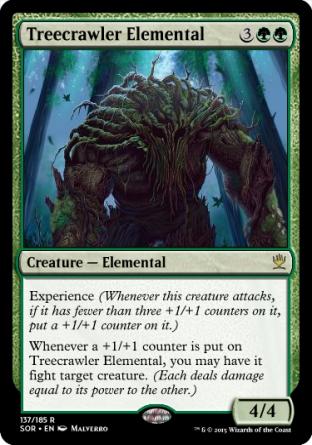 Treecrawler Elemental 3
Creature — Elemental
Experience (Whenever this creature attacks,
if it has fewer than three +1/+1 counters on it,
put a +1/+1 counter on it.)
Whenever a +1/+1 counter is put on
Treecrawler Elemental, you may have it
fight target creature. (Each deals damage
equal to its power to the other.)
4/4
137/185 R
SOR • EN Malverro
™ & © 2015 Wizards of the Coast